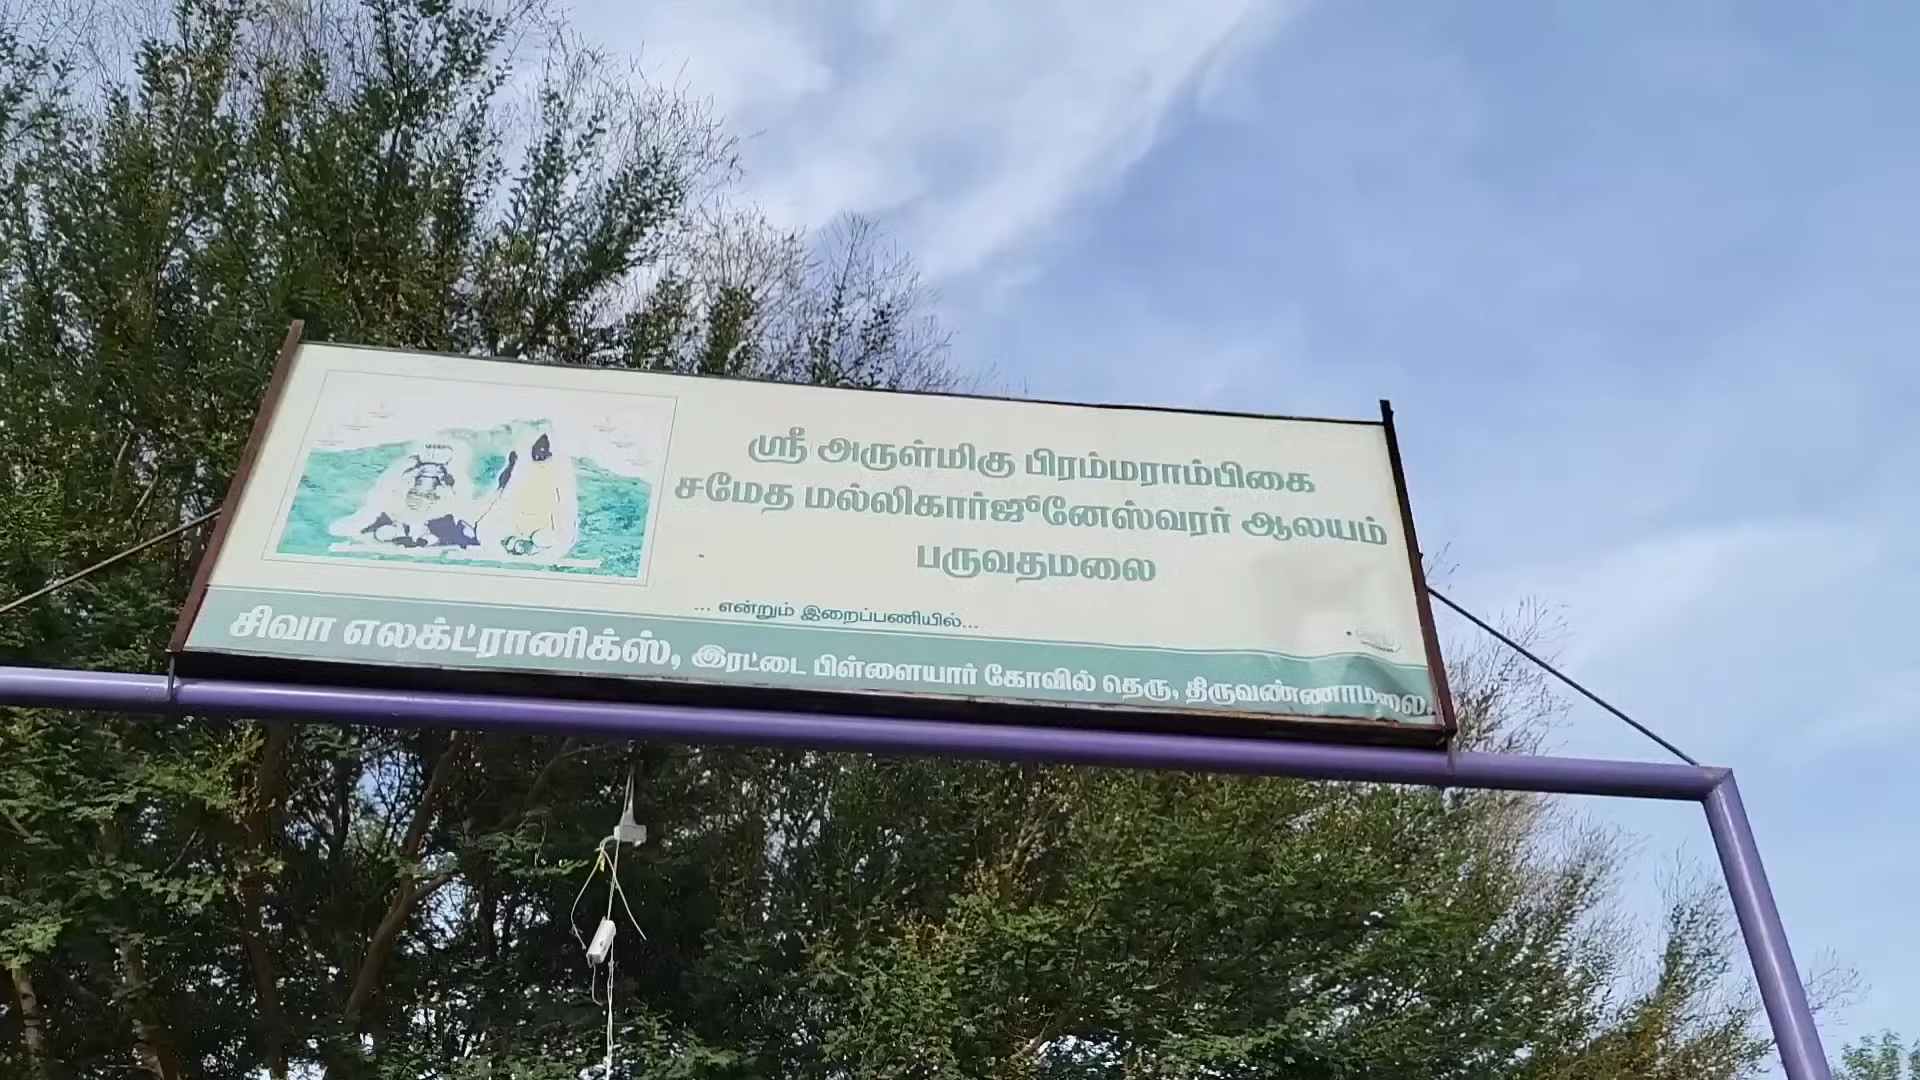 ஸ்ரீ அருள்மிகு பிரம்மராம்பிகை
சமேத மல்லிகார்ஜூனேஸ்வரர் ஆலயம்
பருவதமலை
... என்றும் இறைப்பணியில்...
சிவா எலக்ட்ரானிக்ஸ், இரட்டை பிள்ளையார் கோவில் தெரு, திருவண்ணாமலை.